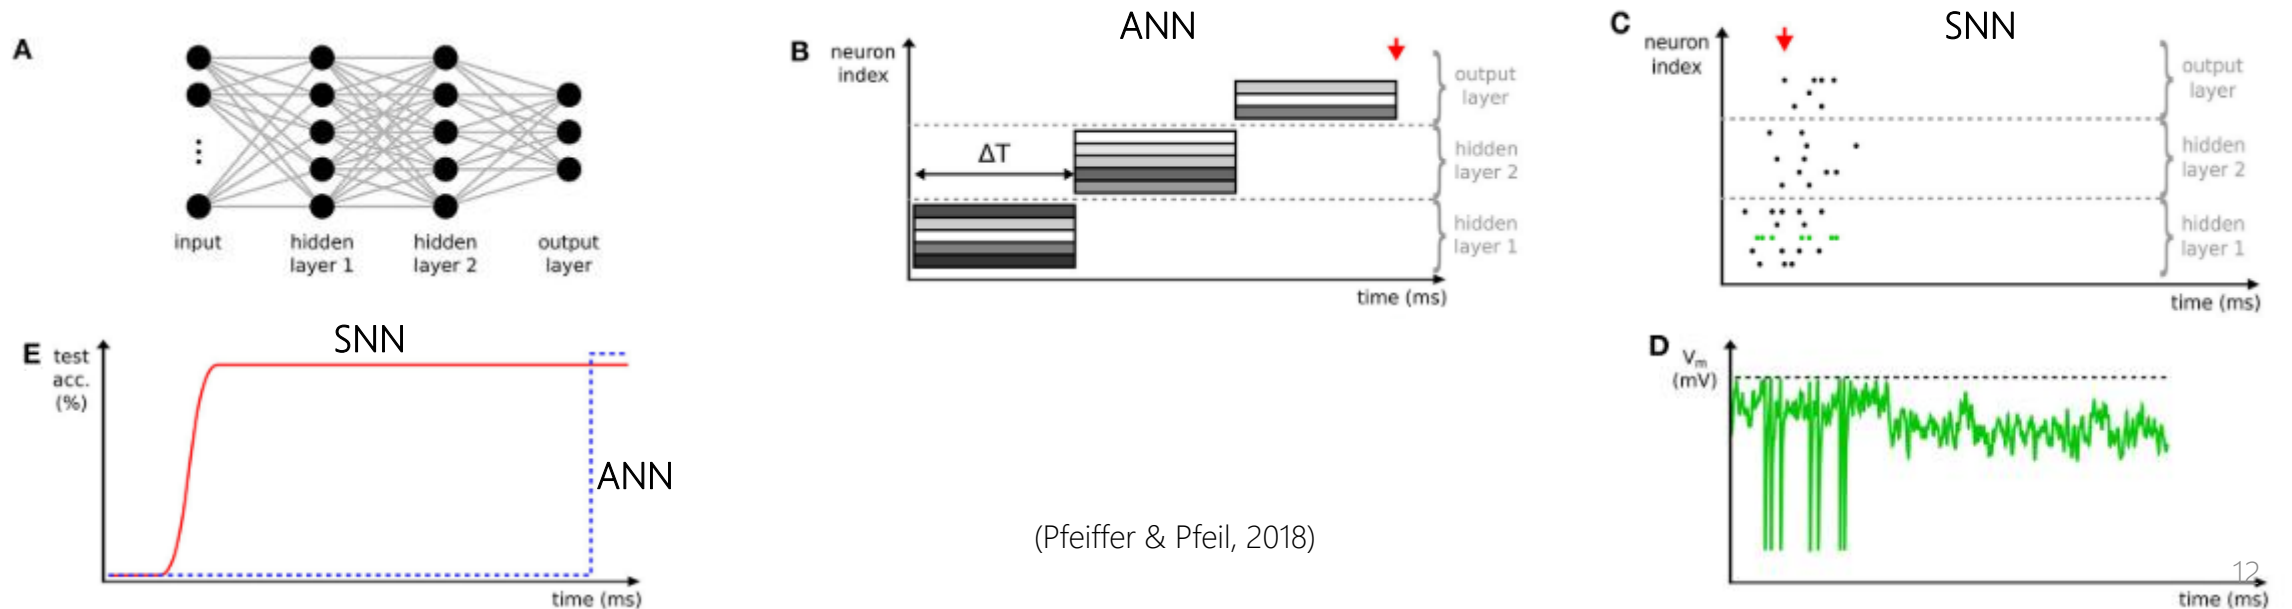 A
input
hidden
layer 1
hidden
layer 2
output
layer
ANN
B
neuron
index
ΔT
output
layer
hidden
layer 2
hidden
layer 1
time (ms)
C
SNN
neuron
index
output
layer
hidden
layer 2
hidden
layer 1
time (ms)
E
test
acc.
(%)
SNN
ANN
time (ms)
(Pfeiffer & Pfeil, 2018)
D
Vm
(mV)
12
time (ms)